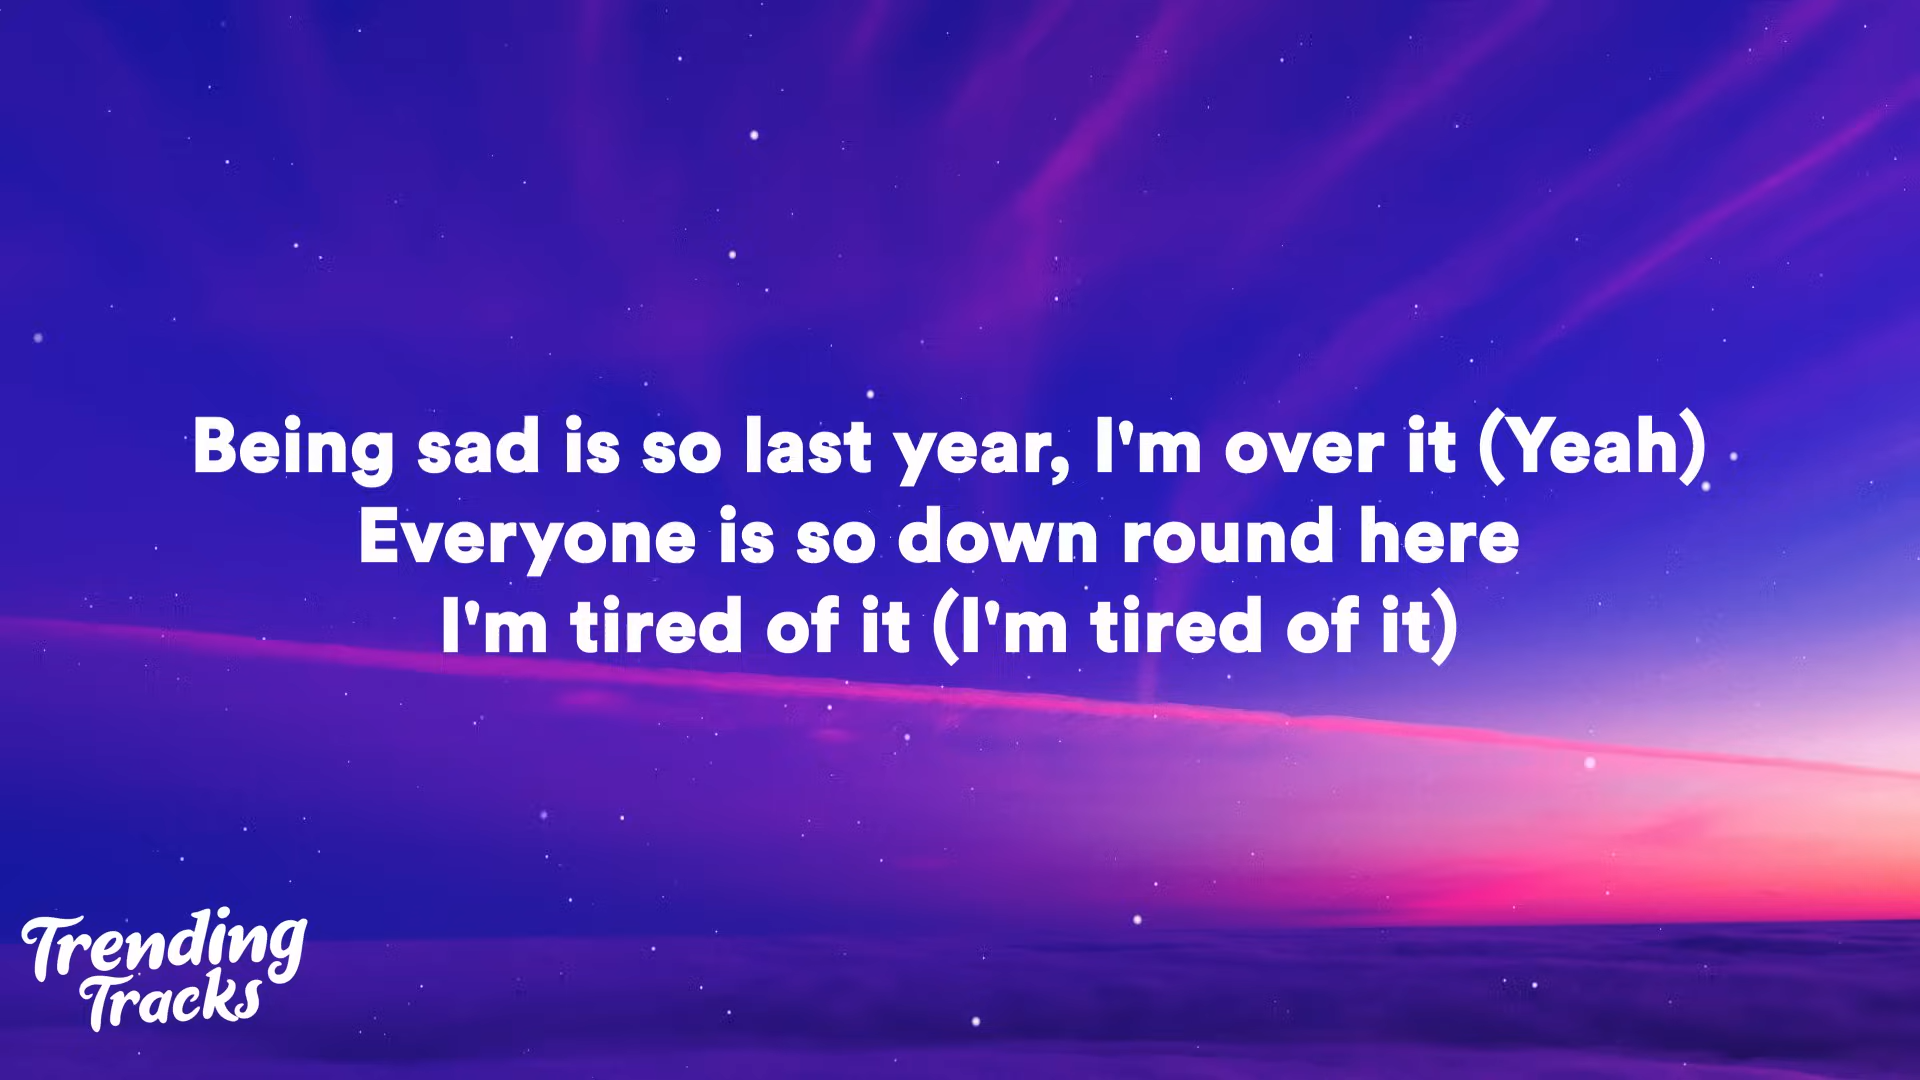 Being sad is so last year, I'm over it (Yeah)
Everyone is so down round here
I'm tired of it (I'm tired of it)
Trending
Tracks